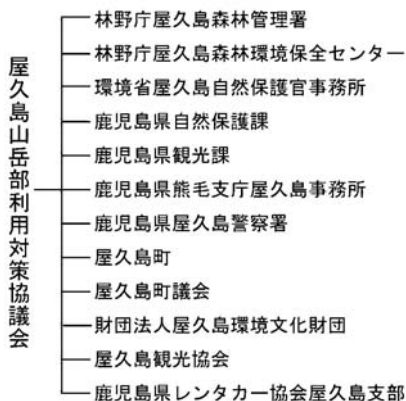 屋久島山岳部利用対策協議会
林野庁屋久島森林管理署
林野庁屋久島森林環境保全センター
環境省屋久島自然保護官事務所
鹿児島県自然保護課
鹿児島県観光課
鹿児島県熊毛支庁屋久島事務所
鹿児島県屋久島警察署
屋久島町
屋久島町議会
財団法人屋久島環境文化財団
屋久島観光協会
鹿児島県レンタカー協会屋久島支部